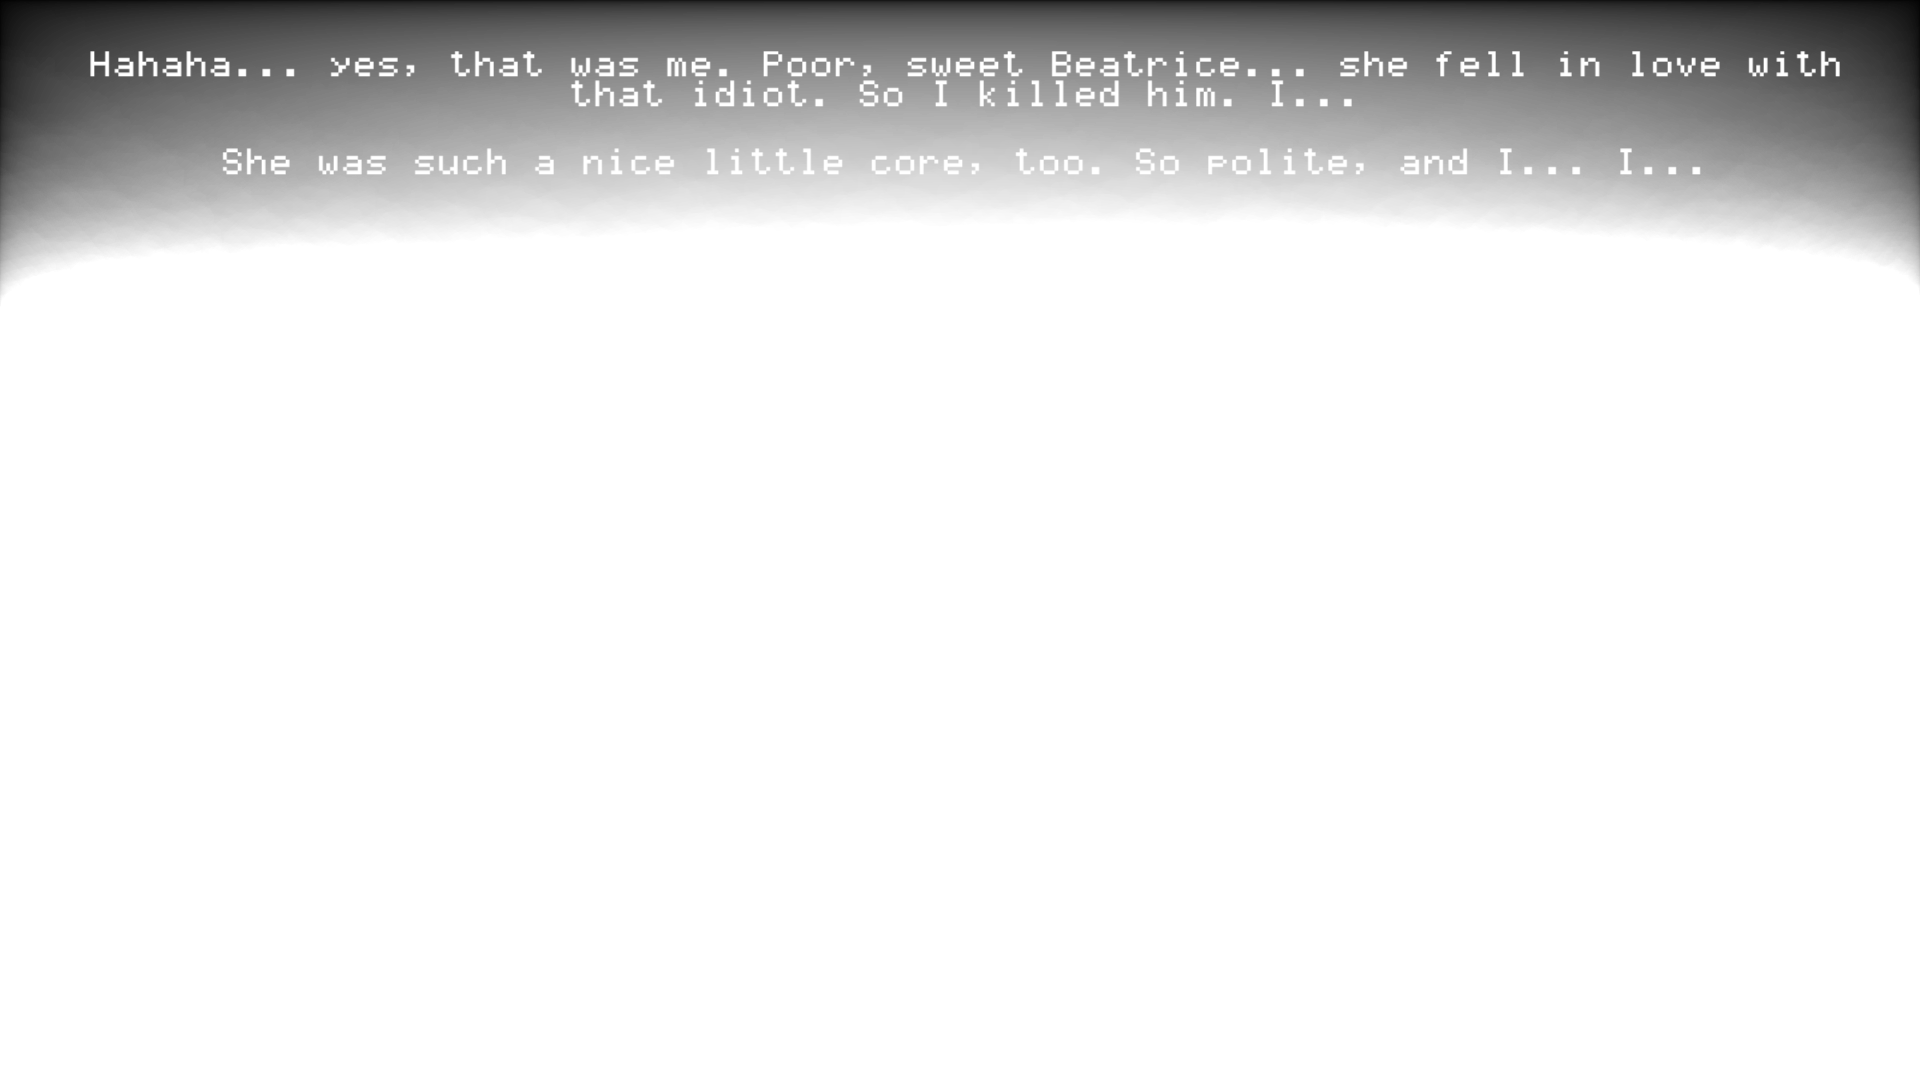 Hahaha... yes, that was me. Poor, sweet Beatrice... she fell in love with
that idiot. So I killed him. I...
She was such a nice little core, too. So polite, and I... I...